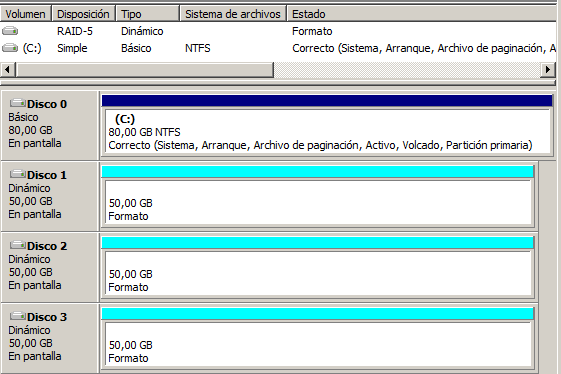 Volumen Disposición Tipo Sistema de archivos Estado
RAID-5 Dinámico Formato
(C:) Simple Básico NTFS Correcto (Sistema, Arranque, Archivo de paginación, A
Disco 0
Básico
80,00 GB
En pantalla
(C:)
80,00 GB NTFS
Correcto (Sistema, Arranque, Archivo de paginación, Activo, Volcado, Partición primaria)
Disco 1
Dinámico
50,00 GB
En pantalla
50,00 GB
Formato
Disco 2
Dinámico
50,00 GB
En pantalla
50,00 GB
Formato
Disco 3
Dinámico
50,00 GB
En pantalla
50,00 GB
Formato